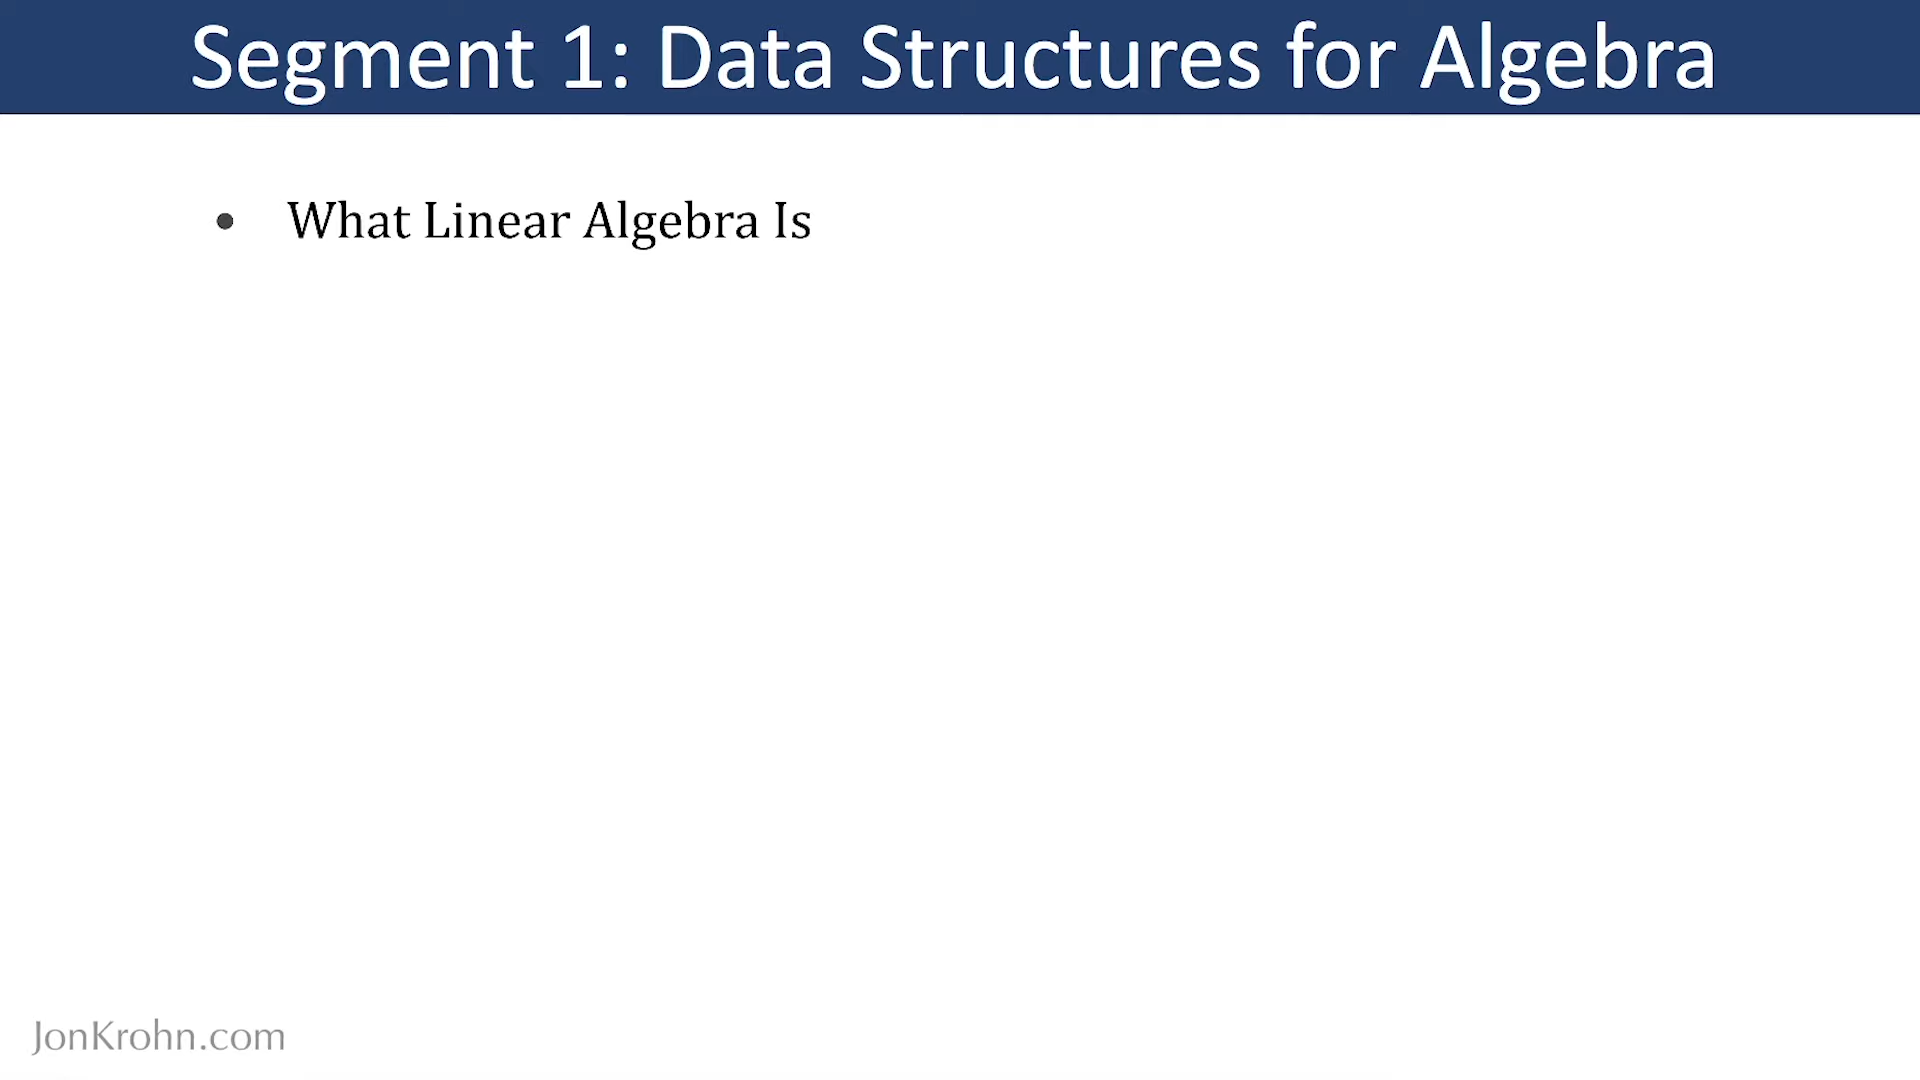 Segment 1: Data Structures for Algebra
• What Linear Algebra Is
JonKrohn.com